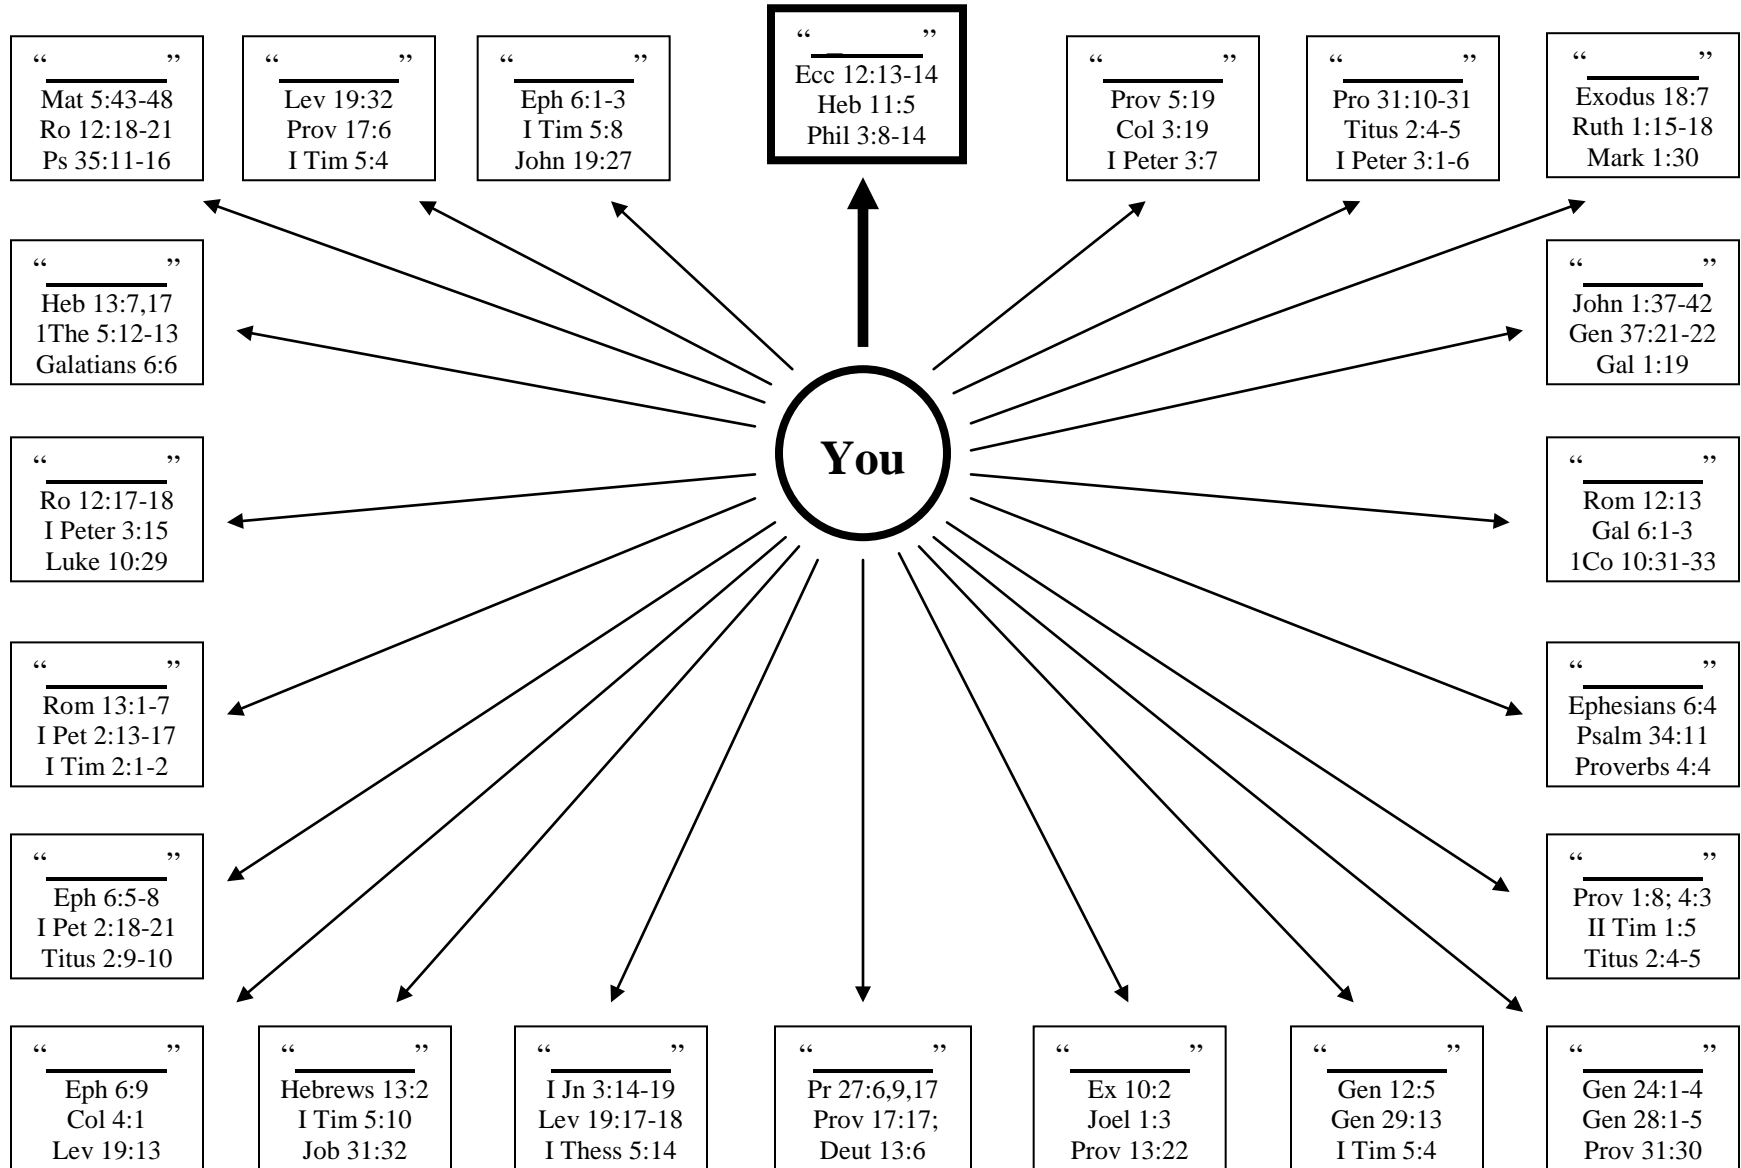 “ ”
Mat 5:43-48
Ro 12:18-21
Ps 35:11-16
“ ”
Lev 19:32
Prov 17:6
I Tim 5:4
“ ”
Eph 6:1-3
I Tim 5:8
John 19:27
“ ”
Ecc 12:13-14
Heb 11:5
Phil 3:8-14
“ ”
Prov 5:19
Col 3:19
I Peter 3:7
“ ”
Pro 31:10-31
Titus 2:4-5
I Peter 3:1-6
“ ”
Exodus 18:7
Ruth 1:15-18
Mark 1:30
“ ”
Heb 13:7,17
1The 5:12-13
Galatians 6:6
“ ”
John 1:37-42
Gen 37:21-22
Gal 1:19
You
“ ”
Ro 12:17-18
I Peter 3:15
Luke 10:29
“ ”
Rom 12:13
Gal 6:1-3
1Co 10:31-33
“ ”
Rom 13:1-7
I Pet 2:13-17
I Tim 2:1-2
“ ”
Ephesians 6:4
Psalm 34:11
Proverbs 4:4
“ ”
Eph 6:5-8
I Pet 2:18-21
Titus 2:9-10
“ ”
Prov 1:8; 4:3
II Tim 1:5
Titus 2:4-5
“ ”
Eph 6:9
Col 4:1
Lev 19:13
“ ”
Hebrews 13:2
I Tim 5:10
Job 31:32
“ ”
I Jn 3:14-19
Lev 19:17-18
I Thess 5:14
“ ”
Pr 27:6,9,17
Prov 17:17;
Deut 13:6
“ ”
Ex 10:2
Joel 1:3
Prov 13:22
“ ”
Gen 12:5
Gen 29:13
I Tim 5:4
“ ”
Gen 24:1-4
Gen 28:1-5
Prov 31:30